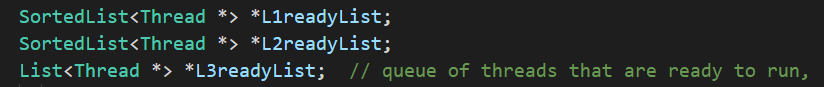 SortedList<Thread *> *L1readyList;
SortedList<Thread *> *L2readyList;
List<Thread *> *L3readyList;  // queue of threads that are ready to run,